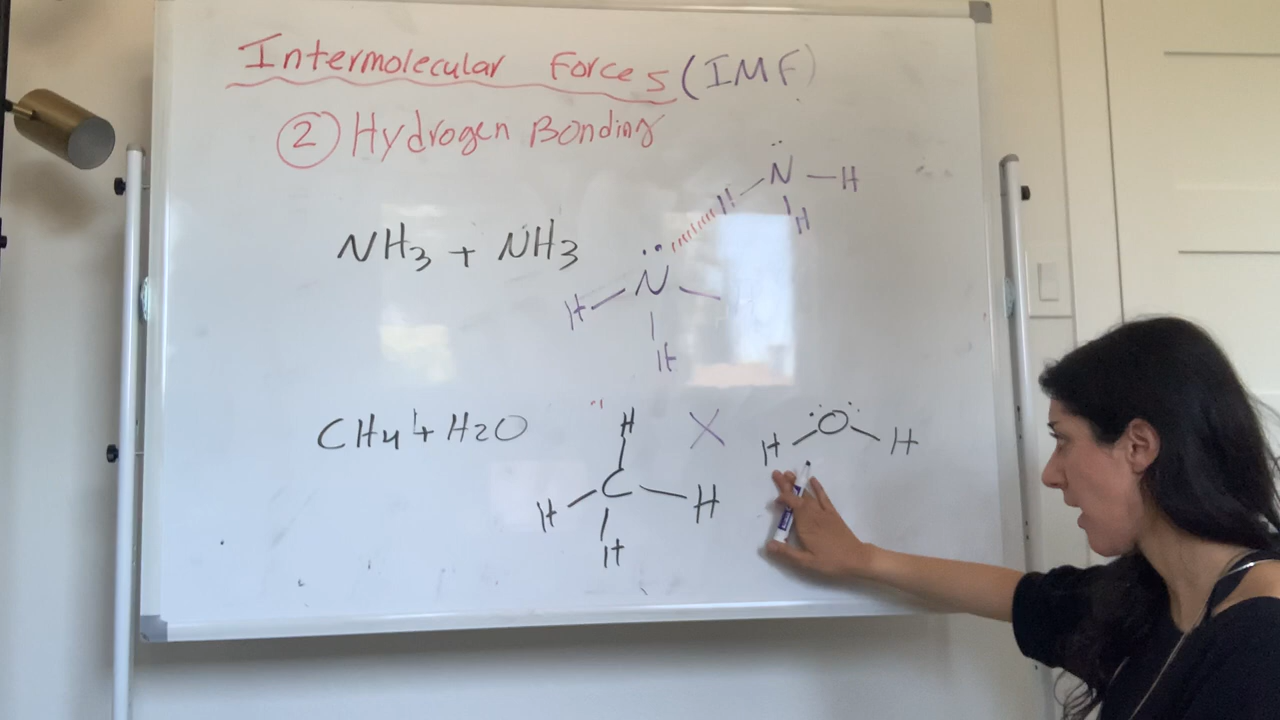 Intermolecular Forces (IMF)
② Hydrogen Bonding
N — H
H
H
NH3 + NH3
N
H
H
CH4 + H2O
H
X
O
H
H
C
H
H
H